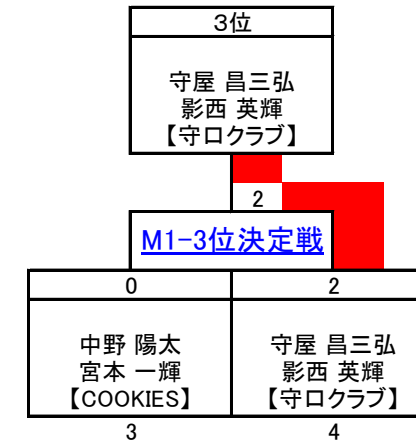 3位
守屋 昌三弘
影西 英輝
【守口クラブ】
2
M1-3位決定戦
0
2
中野 陽太
宮本 一輝
【COOKIES】
守屋 昌三弘
影西 英輝
【守口クラブ】
3
4